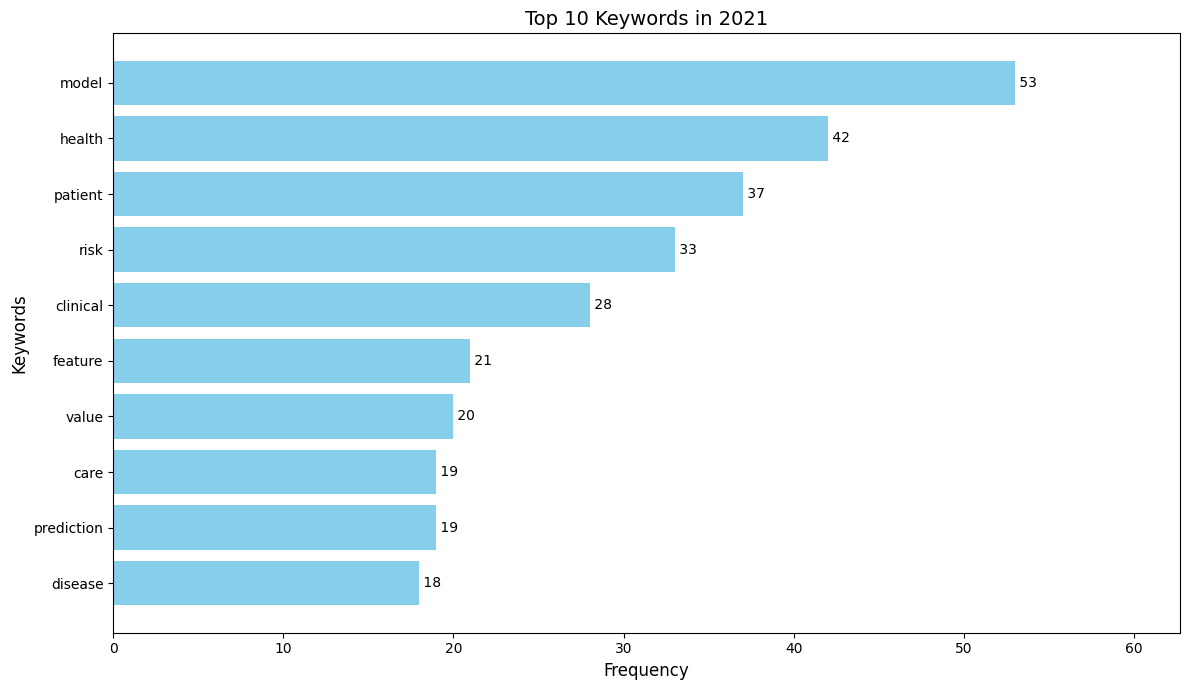 Top 10 Keywords in 2021
Keywords
model 53
health 42
patient 37
risk 33
clinical 28
feature 21
value 20
care 19
prediction 19
disease 18
0 10 20 30 40 50 60
Frequency